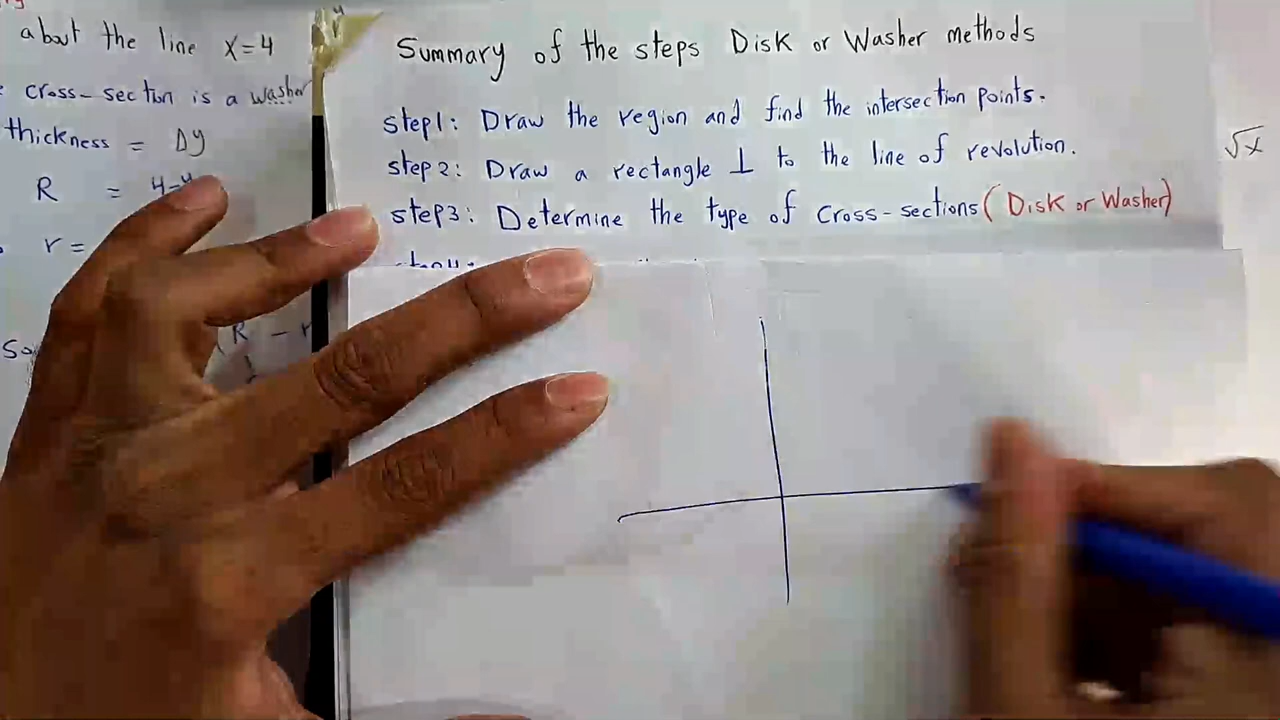 about the line x=4
cross-section is a washer
thickness = Δy
R = 4-y
r =
So
(R - r
Summary of the steps Disk or Washer methods
step1: Draw the region and find the intersection points.
step2: Draw a rectangle ⊥ to the line of revolution.
step3: Determine the type of cross-sections (Disk or Washer)
√x